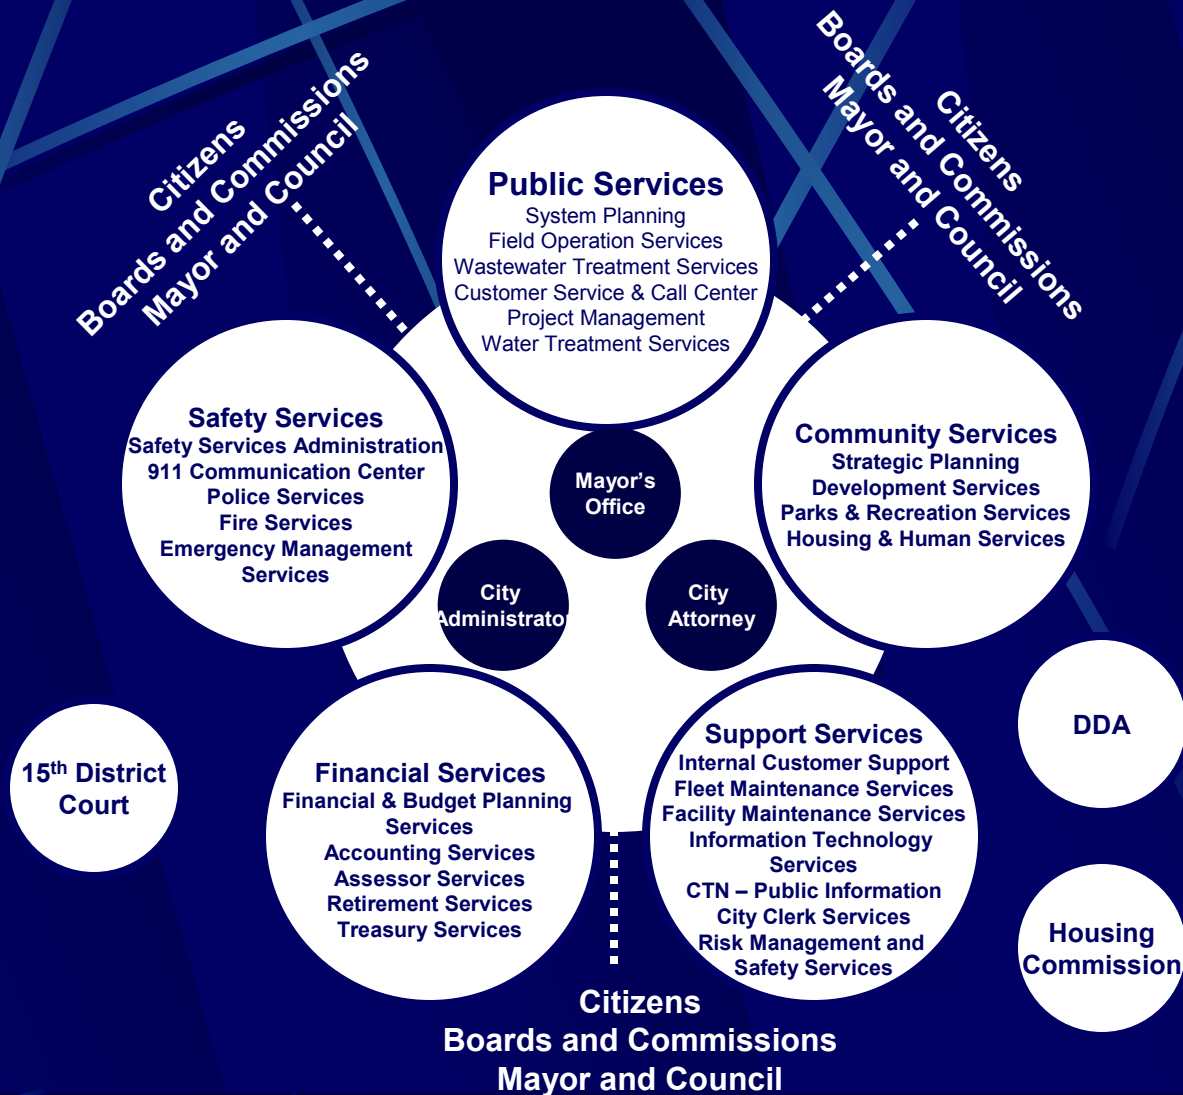 Citizens
Boards and Commissions
Mayor and Council
Citizens
Boards and Commissions
Mayor and Council
Public Services
System Planning
Field Operation Services
Wastewater Treatment Services
Customer Service & Call Center
Project Management
Water Treatment Services
Safety Services
Safety Services Administration
911 Communication Center
Police Services
Fire Services
Emergency Management
Services
Community Services
Strategic Planning
Development Services
Parks & Recreation Services
Housing & Human Services
Mayor’s
Office
City
Administrato
City
Attorney
15th District
Court
Financial Services
Financial & Budget Planning
Services
Accounting Services
Assessor Services
Retirement Services
Treasury Services
Support Services
Internal Customer Support
Fleet Maintenance Services
Facility Maintenance Services
Information Technology
Services
CTN – Public Information
City Clerk Services
Risk Management and
Safety Services
DDA
Housing
Commission
Citizens
Boards and Commissions
Mayor and Council